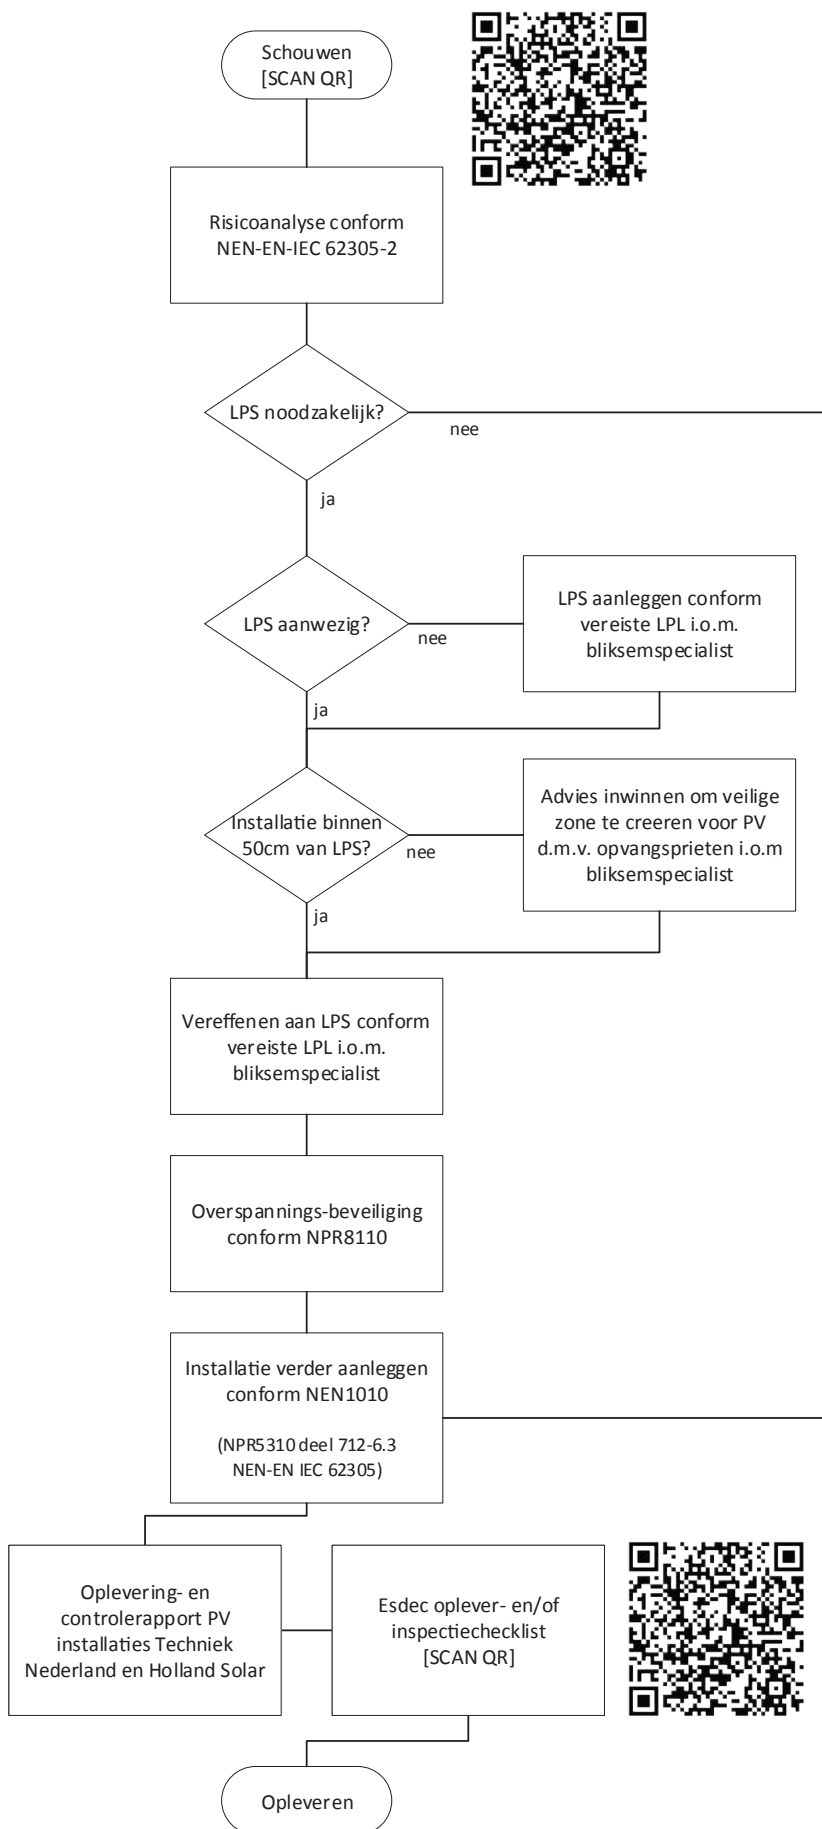 Schouwen
[SCAN QR]
Risicoanalyse conform
NEN-EN-IEC 62305-2
LPS noodzakelijk?
nee
ja
LPS aanwezig?
nee
LPS aanleggen conform
vereiste LPL i.o.m.
bliksemspecialist
ja
Installatie binnen
50cm van LPS?
nee
Advies inwinnen om veilige
zone te creeren voor PV
d.m.v. opvangsprieten i.o.m
bliksemspecialist
ja
Vereffenen aan LPS conform
vereiste LPL i.o.m.
bliksemspecialist
Overspannings-beveiliging
conform NPR8110
Installatie verder aanleggen
conform NEN1010
(NPR5310 deel 712-6.3
NEN-EN IEC 62305)
Oplevering- en
controlerapport PV
installaties Techniek
Nederland en Holland Solar
Esdec oplever- en/of
inspectiechecklist
[SCAN QR]
Opleveren